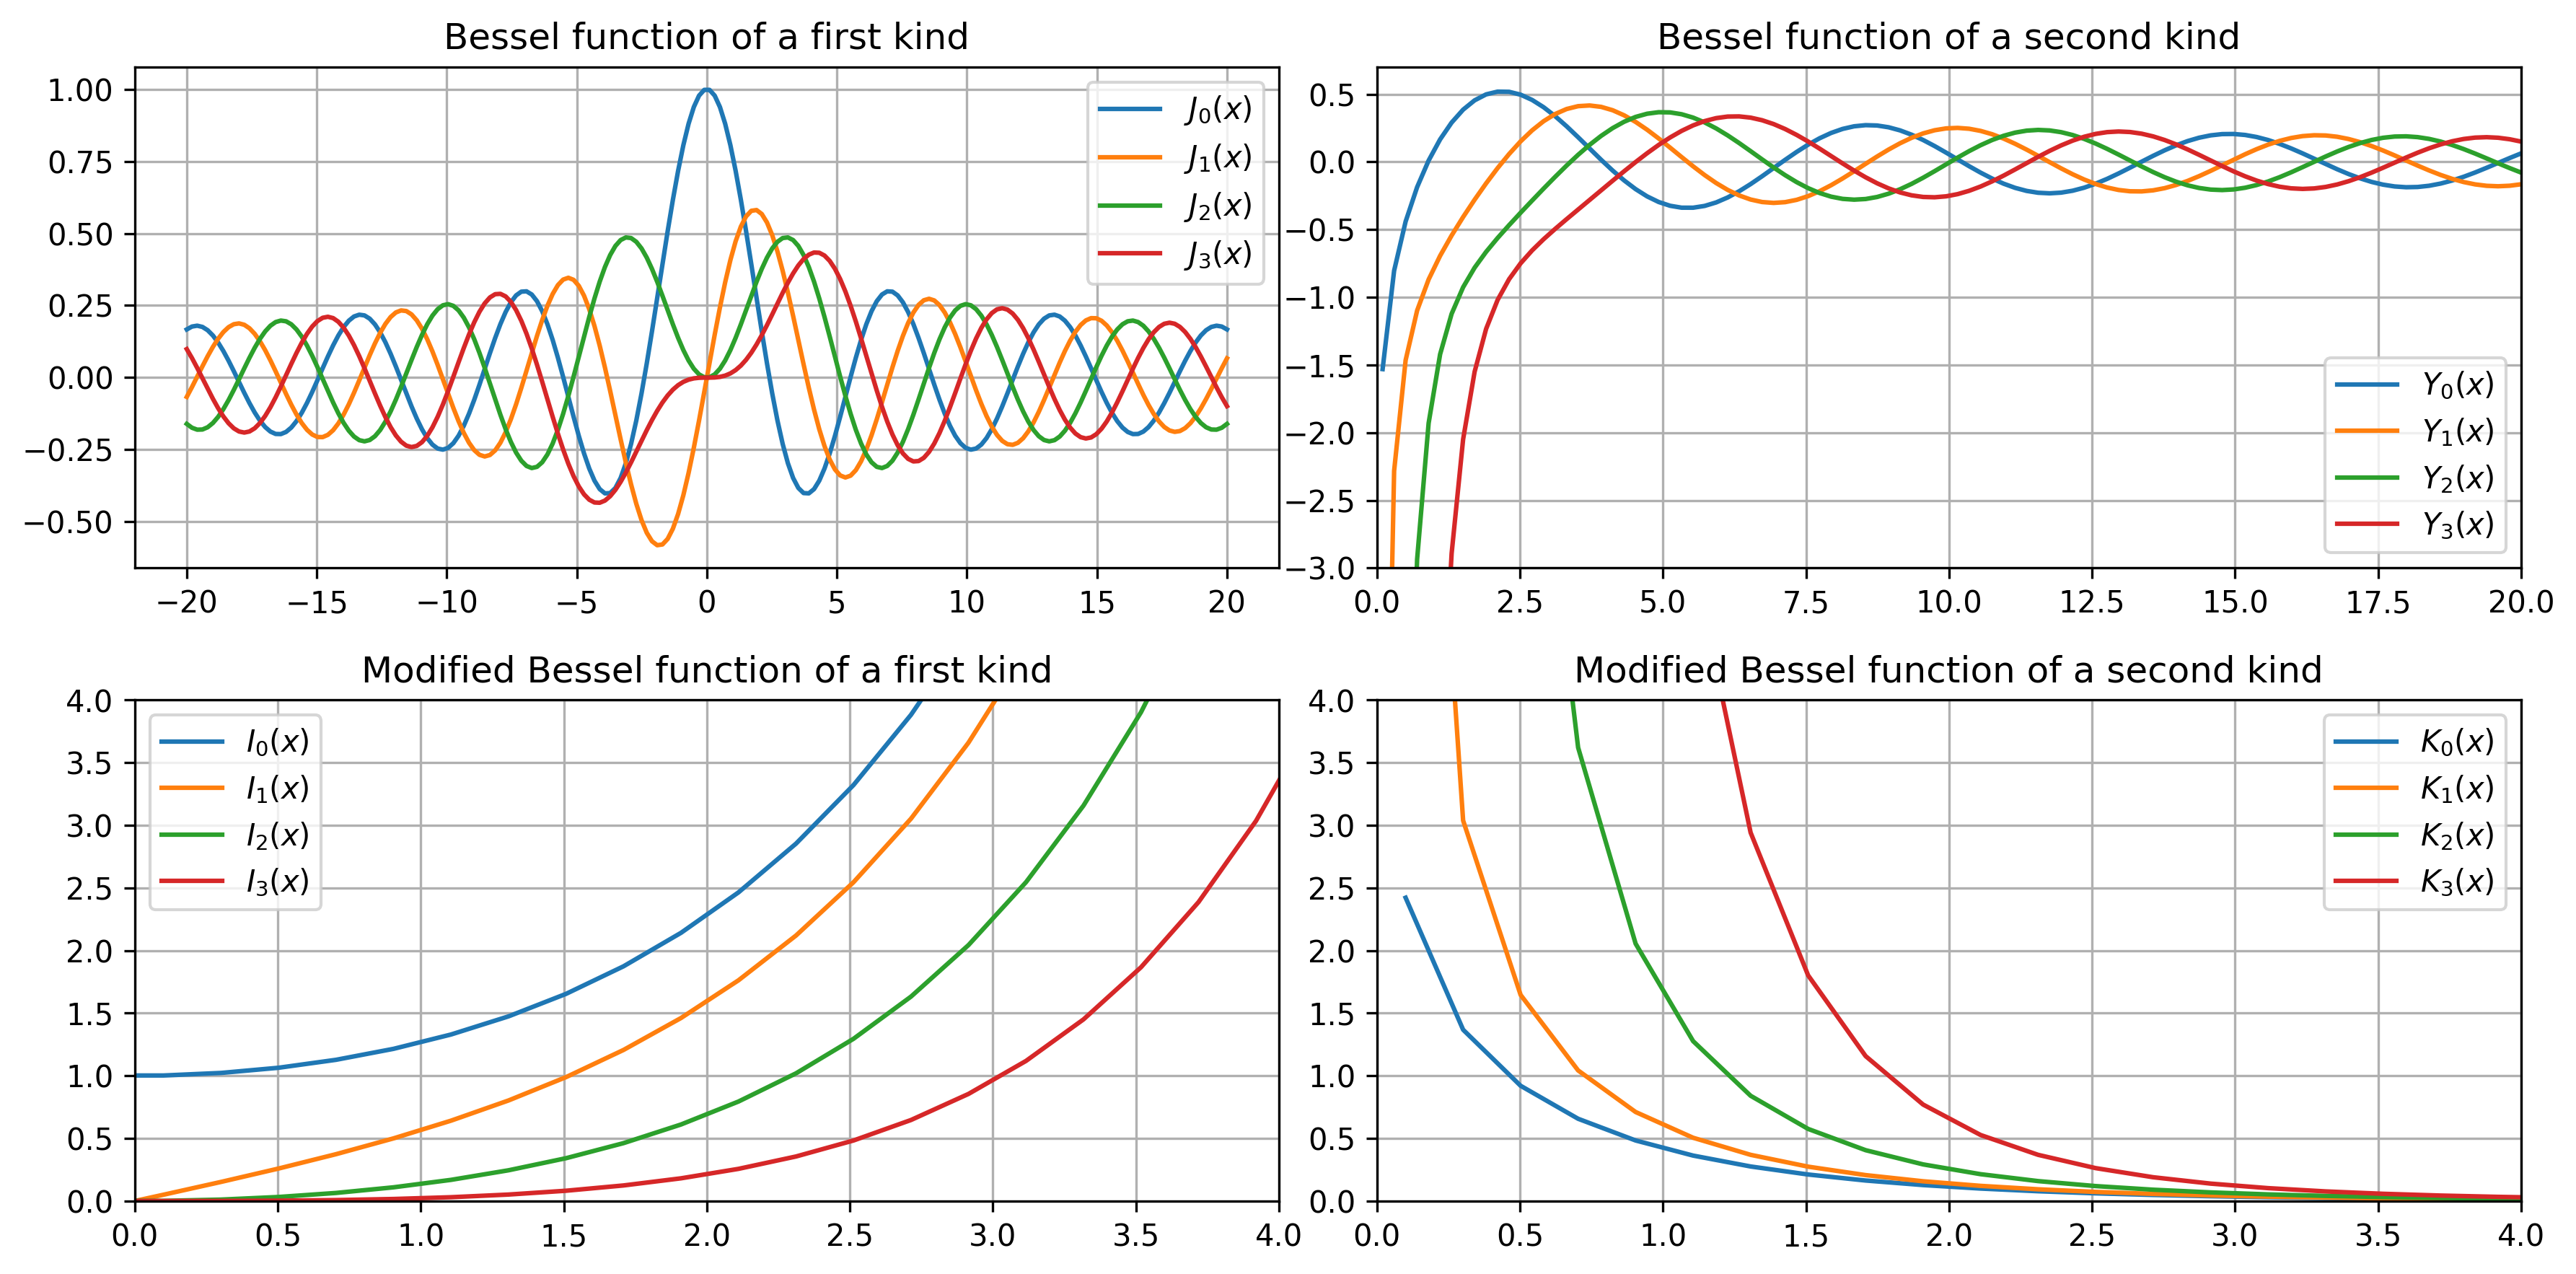 Bessel function of a first kind
1.00
0.75
0.50
0.25
0.00
−0.25
−0.50
−20 −15 −10 −5 0 5 10 15 20
J0(x)
J1(x)
J2(x)
J3(x)
Bessel function of a second kind
0.5
0.0
−0.5
−1.0
−1.5
−2.0
−2.5
−3.0
0.0 2.5 5.0 7.5 10.0 12.5 15.0 17.5 20.0
Y0(x)
Y1(x)
Y2(x)
Y3(x)
Modified Bessel function of a first kind
4.0
3.5
3.0
2.5
2.0
1.5
1.0
0.5
0.0
0.0 0.5 1.0 1.5 2.0 2.5 3.0 3.5 4.0
I0(x)
I1(x)
I2(x)
I3(x)
Modified Bessel function of a second kind
4.0
3.5
3.0
2.5
2.0
1.5
1.0
0.5
0.0
0.0 0.5 1.0 1.5 2.0 2.5 3.0 3.5 4.0
K0(x)
K1(x)
K2(x)
K3(x)